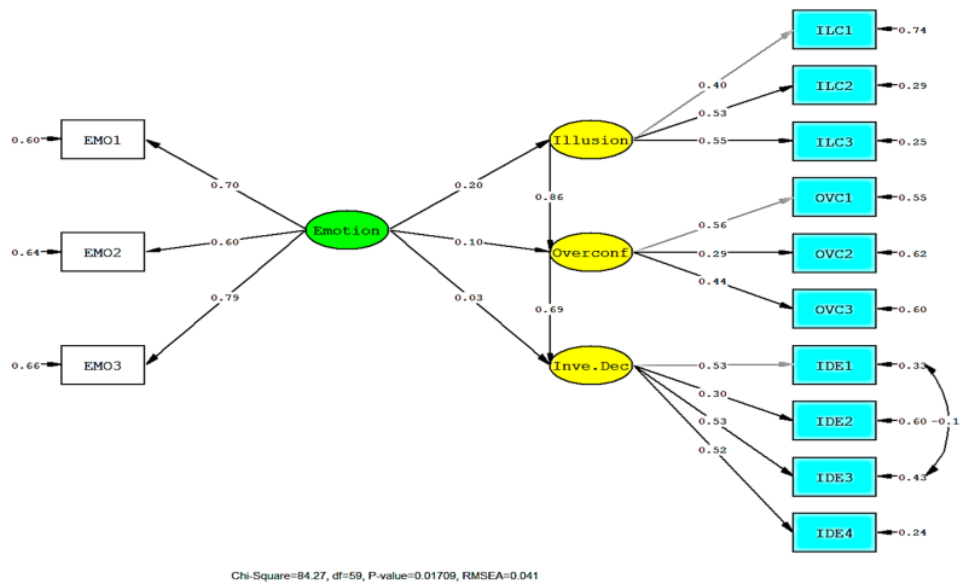 ILC1
0.74
0.40
ILC2
0.29
0.53
0.60
EMO1
Illusion
0.55
ILC3
0.25
0.70
0.20
0.86
OVC1
0.55
0.56
Emotion
0.64
EMO2
0.60
0.10
Overconf
0.29
OVC2
0.62
0.44
0.79
0.03
0.69
OVC3
0.60
0.66
EMO3
Inve.Dec
0.53
IDE1
0.33
0.30
IDE2
0.60
-0.1
0.53
0.52
IDE3
0.43
IDE4
0.24
Chi-Square=84.27, df=59, P-value=0.01709, RMSEA=0.041